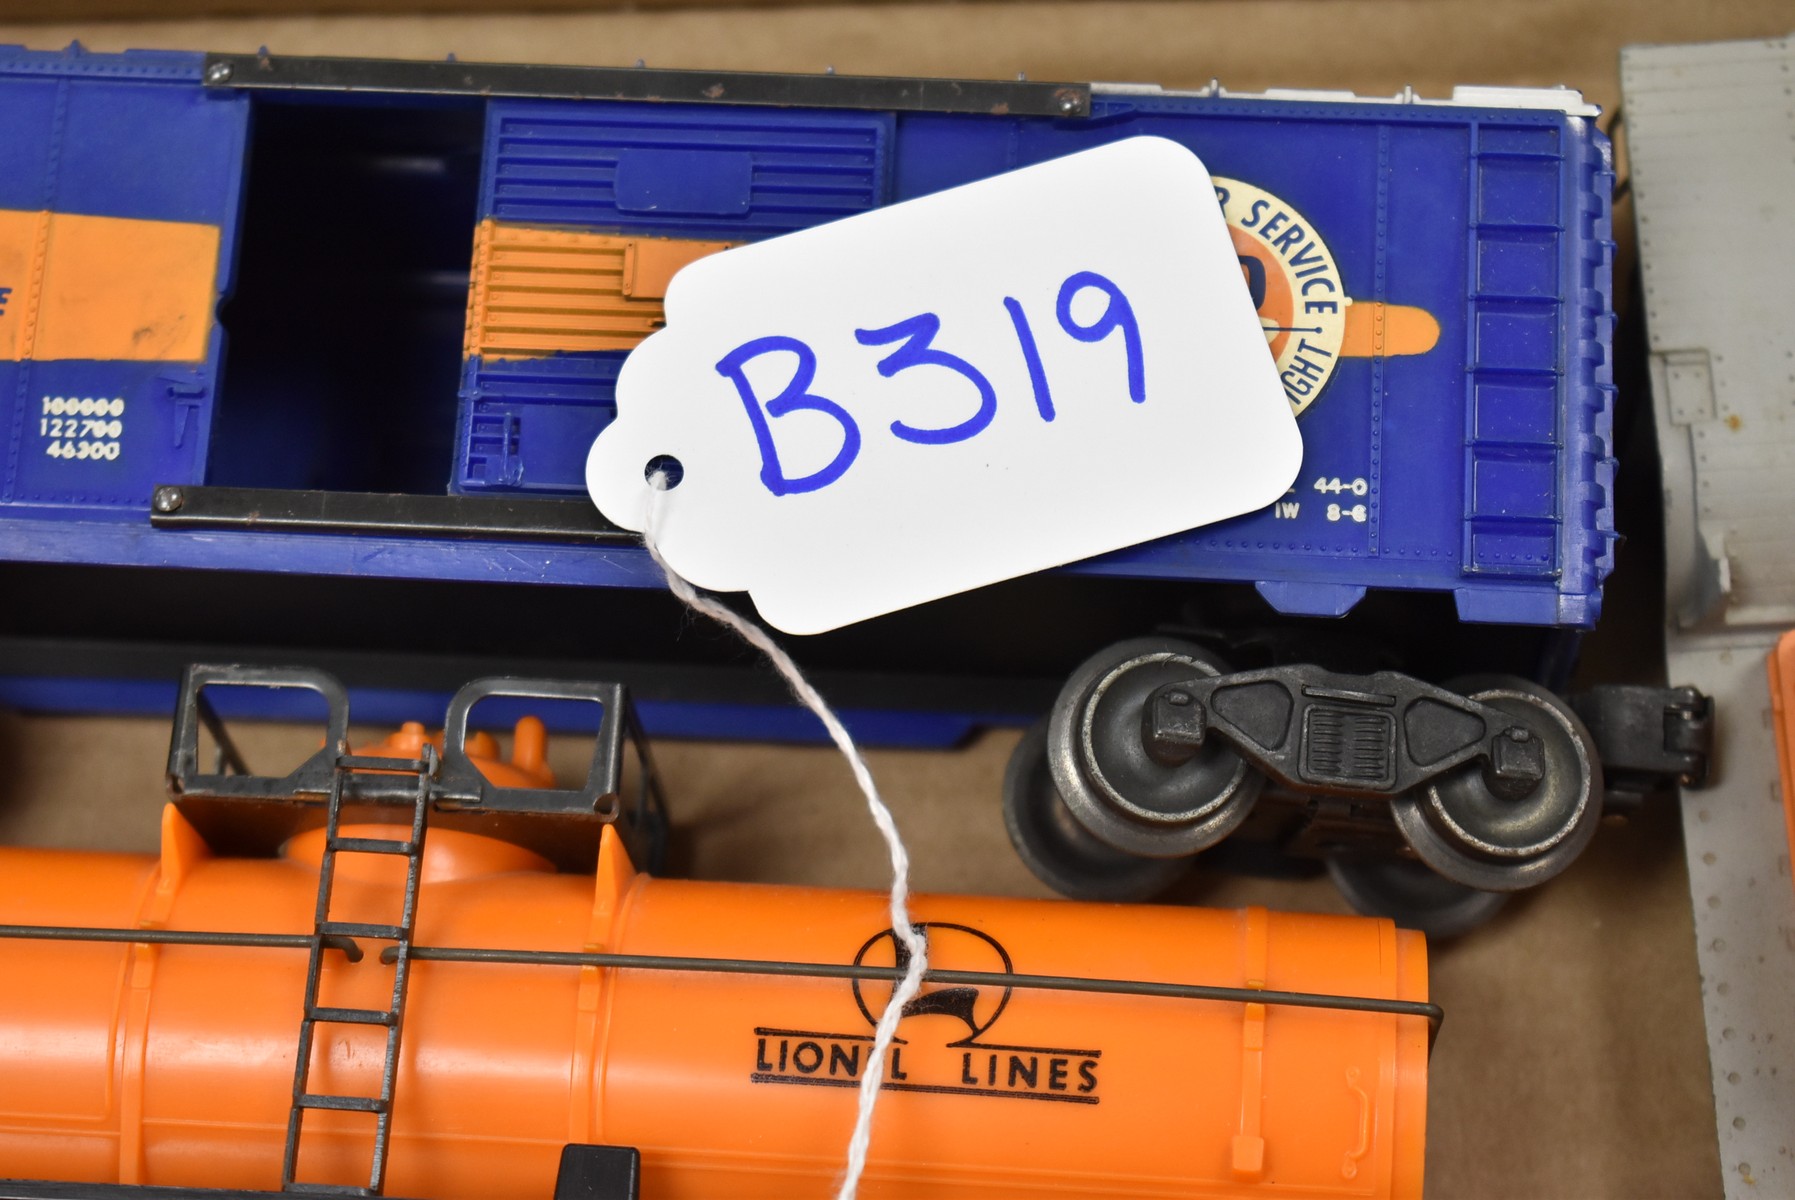 B319
SERVICE
100000
122700
46300
44-0
IW 8-6
LIONEL LINES